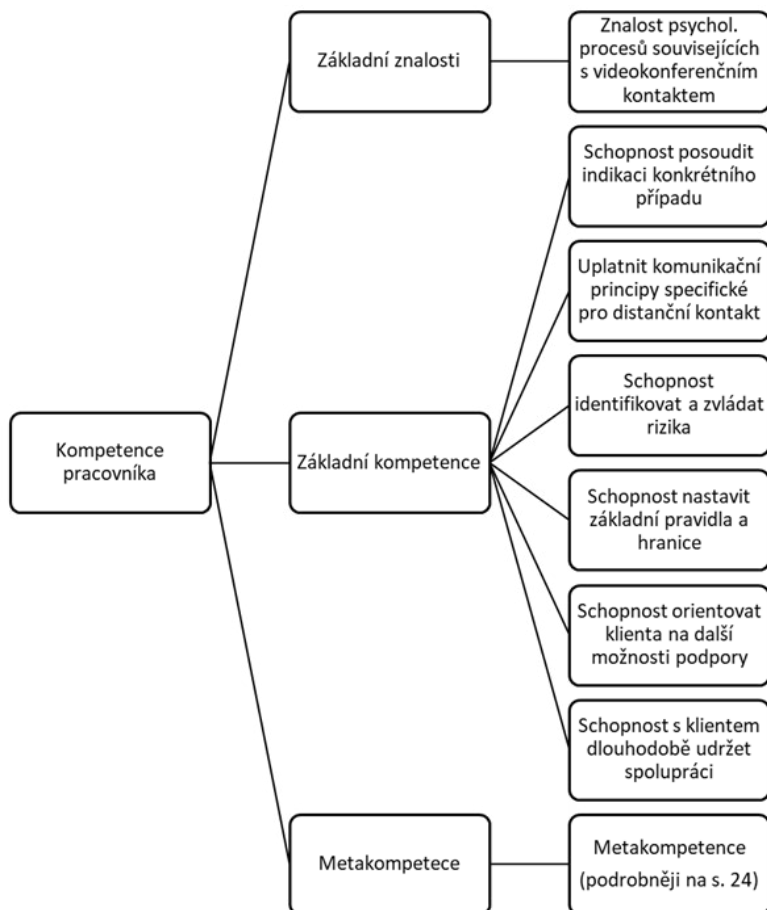 Základní znalosti
Znalost psychol.
procesů souvisejících
s videokonferenčním
kontaktem
Schopnost posoudit
indikaci konkrétního
případu
Uplatnit komunikační
principy specifické
pro distanční kontakt
Schopnost
identifikovat a zvládat
rizika
Kompetence
pracovníka
Základní kompetence
Schopnost nastavit
základní pravidla a
hranice
Schopnost orientovat
klienta na další
možnosti podpory
Schopnost s klientem
dlouhodobě udržet
spolupráci
Metakompetece
Metakompetence
(podrobněji na s. 24)